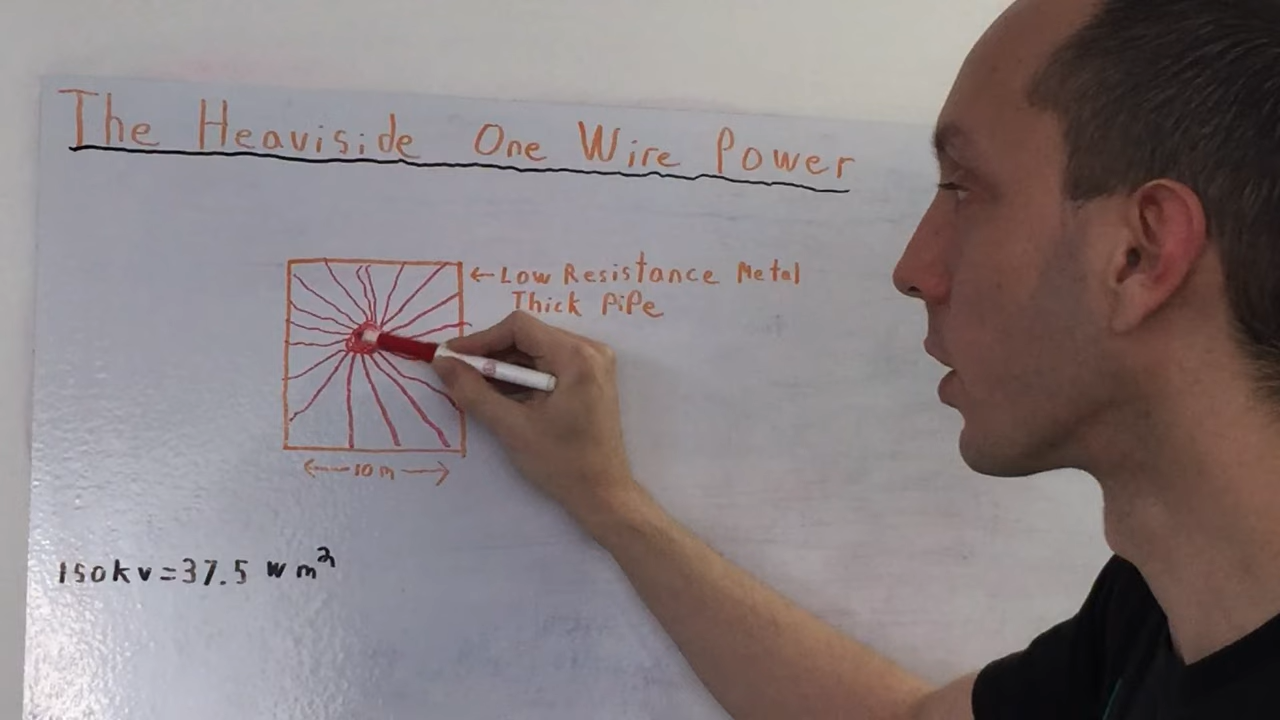 The Heaviside One Wire Power
←Low Resistance Metal
Thick PiPe
←10 m→
150kv=37.5 w m²